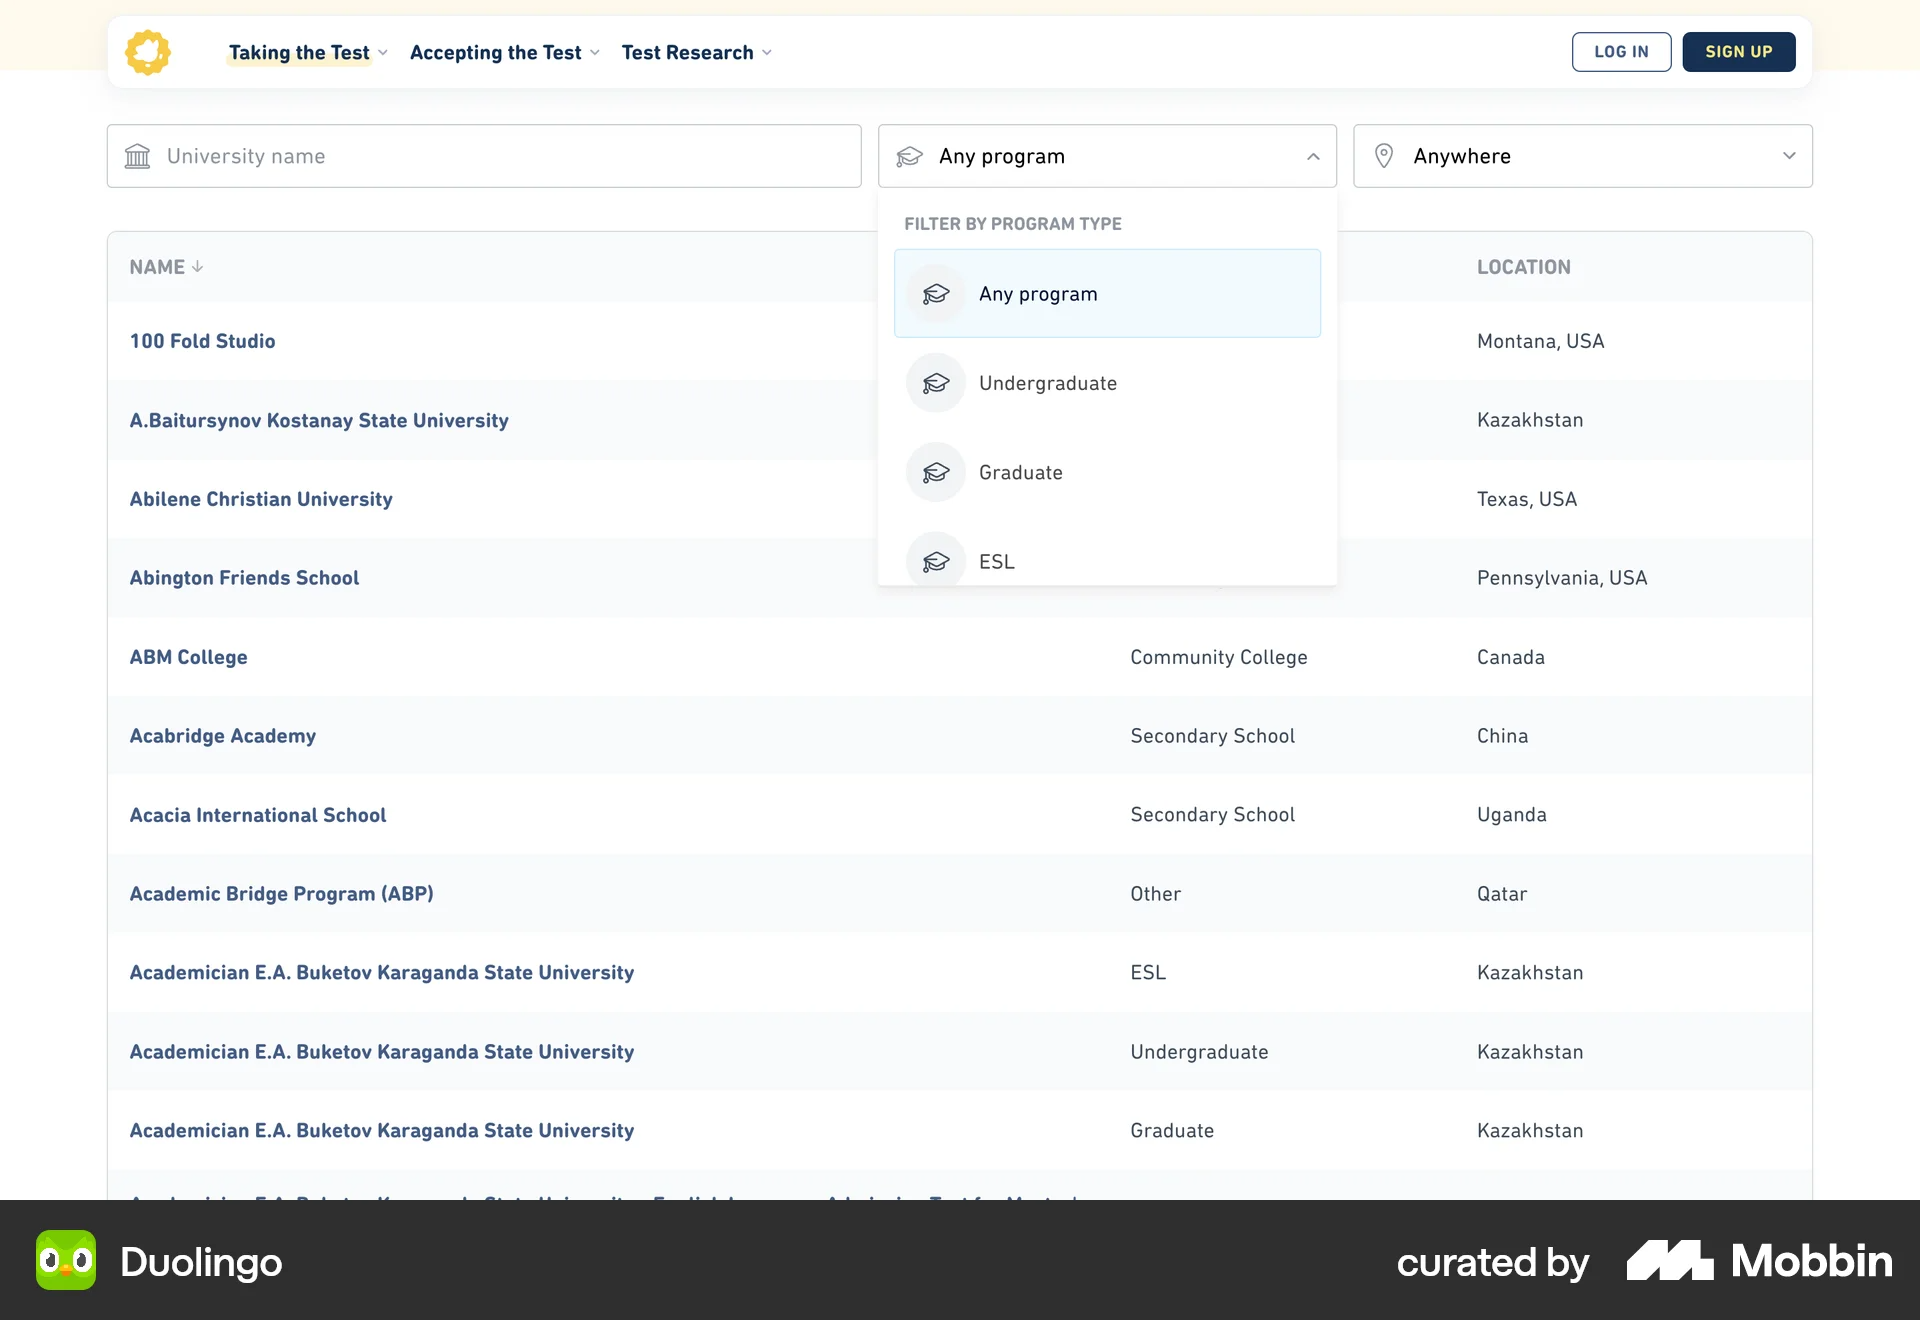 Taking the Test
Accepting the Test
Test Research
LOG IN
SIGN UP
University name
Any program
Anywhere
FILTER BY PROGRAM TYPE
Any program
Undergraduate
Graduate
ESL
NAME
LOCATION
100 Fold Studio
Montana, USA
A.Baitursynov Kostanay State University
Kazakhstan
Abilene Christian University
Texas, USA
Abington Friends School
Pennsylvania, USA
ABM College
Community College
Canada
Acabridge Academy
Secondary School
China
Acacia International School
Secondary School
Uganda
Academic Bridge Program (ABP)
Other
Qatar
Academician E.A. Buketov Karaganda State University
ESL
Kazakhstan
Academician E.A. Buketov Karaganda State University
Undergraduate
Kazakhstan
Academician E.A. Buketov Karaganda State University
Graduate
Kazakhstan
Duolingo
curated by
Mobbin